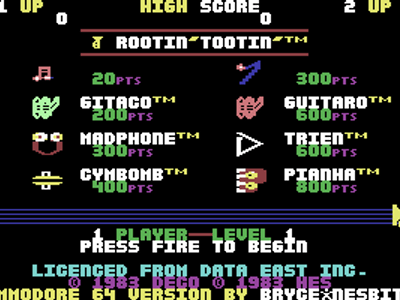 1 UP HIGH SCORE 2 UP
0 0
ROOTIN'TOOTIN'™
20PTS 300PTS
GITACO™ GUITARO™
200PTS 600PTS
MADPHONE™ TRIEN™
300PTS 600PTS
CYMBOMB™ PIANHA™
400PTS 800PTS
1 PLAYER—LEVEL 1
PRESS FIRE TO BEGIN
LICENCED FROM DATA EAST INC.
© 1983 DECO © 1983 HES
MMODORE 64 VERSION BY BRYCE NESBIT